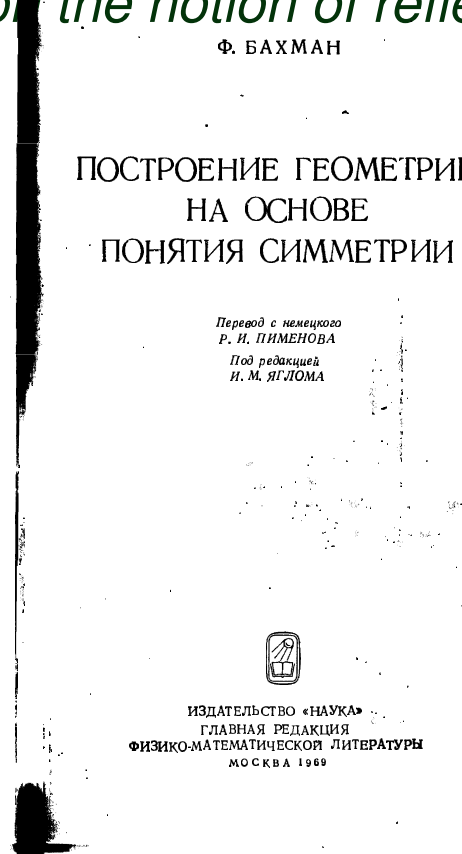 the notion of
Ф. БАХМАН
ПОСТРОЕНИЕ ГЕОМЕТРИИ
НА ОСНОВЕ
ПОНЯТИЯ СИММЕТРИИ
Перевод с немецкого
Р. И. ПИМЕНОВА
Под редакцией
И. М. ЯГЛОМА
ИЗДАТЕЛЬСТВО «НАУКА»
ГЛАВНАЯ РЕДАКЦИЯ
ФИЗИКО-МАТЕМАТИЧЕСКОЙ ЛИТЕРАТУРЫ
МОСКВА 1969